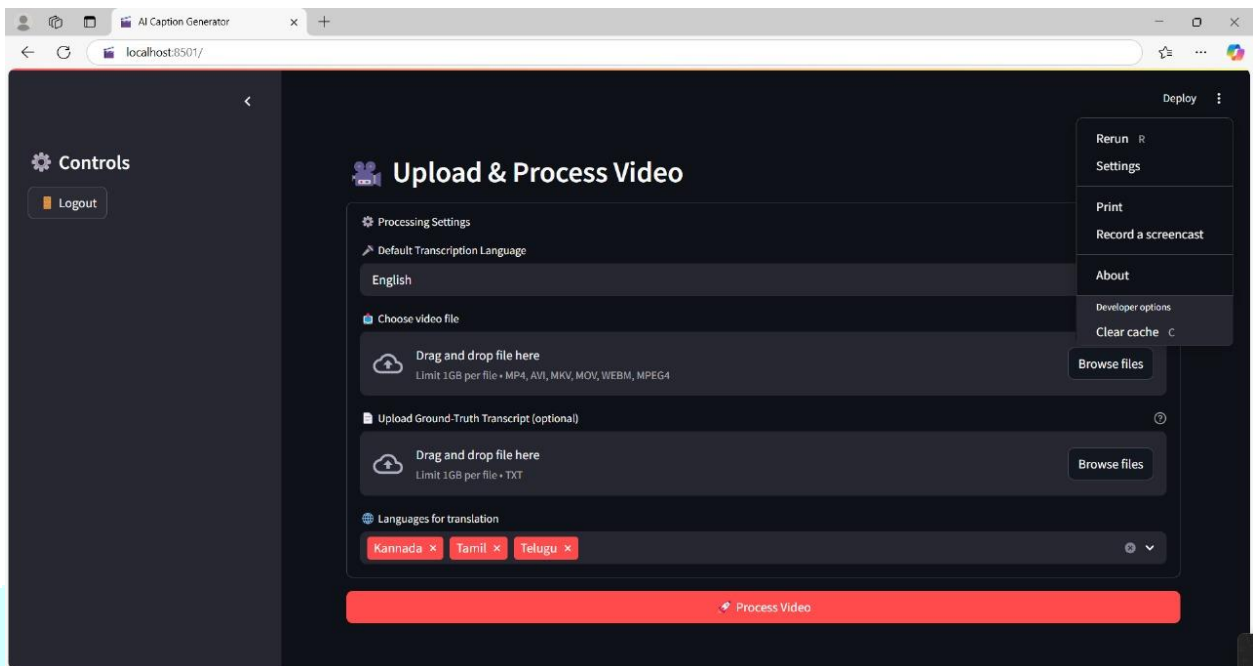 AI Caption Generator
localhost:8501/
Deploy
Controls
Logout
Upload & Process Video
Processing Settings
Default Transcription Language
English
Choose video file
Drag and drop file here
Limit 1GB per file • MP4, AVI, MKV, MOV, WEBM, MPEG4
Browse files
Upload Ground-Truth Transcript (optional)
Drag and drop file here
Limit 1GB per file • TXT
Browse files
Languages for translation
Kannada × Tamil × Telugu ×
Process Video
Rerun R
Settings
Print
Record a screencast
About
Developer options
Clear cache C